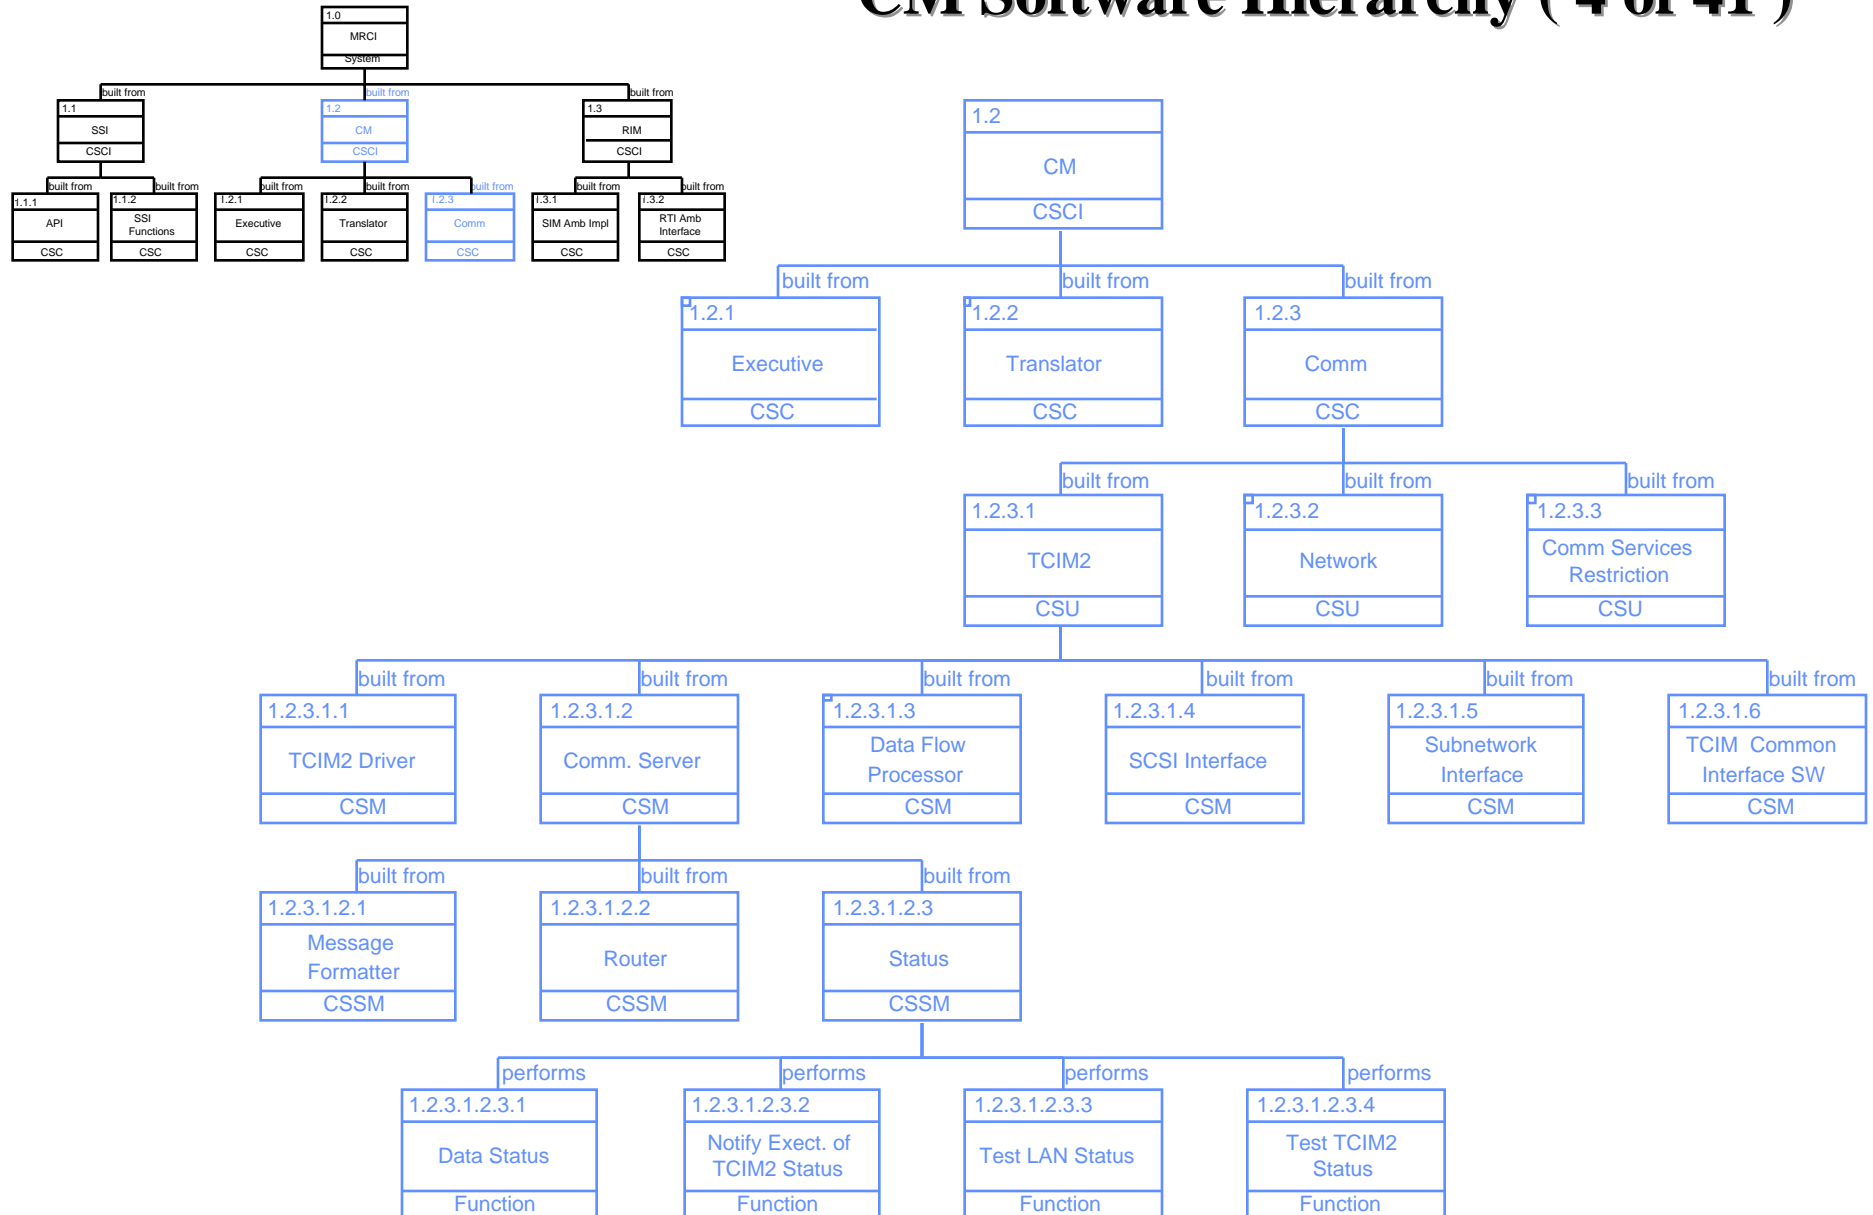 CM Software Hierarchy ( 4 of 41 )
1.0
MRCI
System
built from
built from
built from
1.1
SSI
CSCI
1.2
CM
CSCI
1.3
RIM
CSCI
built from
built from
built from
built from
built from
built from
built from
1.1.1
API
CSC
1.1.2
SSI
Functions
CSC
1.2.1
Executive
CSC
1.2.2
Translator
CSC
1.2.3
Comm
CSC
1.3.1
SIM Amb Impl
CSC
1.3.2
RTI Amb
Interface
CSC
1.2
CM
CSCI
built from
built from
built from
1.2.1
Executive
CSC
1.2.2
Translator
CSC
1.2.3
Comm
CSC
built from
built from
built from
1.2.3.1
TCIM2
CSU
1.2.3.2
Network
CSU
1.2.3.3
Comm Services
Restriction
CSU
built from
built from
built from
built from
built from
built from
1.2.3.1.1
TCIM2 Driver
CSM
1.2.3.1.2
Comm. Server
CSM
1.2.3.1.3
Data Flow
Processor
CSM
1.2.3.1.4
SCSI Interface
CSM
1.2.3.1.5
Subnetwork
Interface
CSM
1.2.3.1.6
TCIM  Common
Interface SW
CSM
built from
built from
built from
1.2.3.1.2.1
Message
Formatter
CSSM
1.2.3.1.2.2
Router
CSSM
1.2.3.1.2.3
Status
CSSM
performs
performs
performs
performs
1.2.3.1.2.3.1
Data Status
Function
1.2.3.1.2.3.2
Notify Exect. of
TCIM2 Status
Function
1.2.3.1.2.3.3
Test LAN Status
Function
1.2.3.1.2.3.4
Test TCIM2
Status
Function